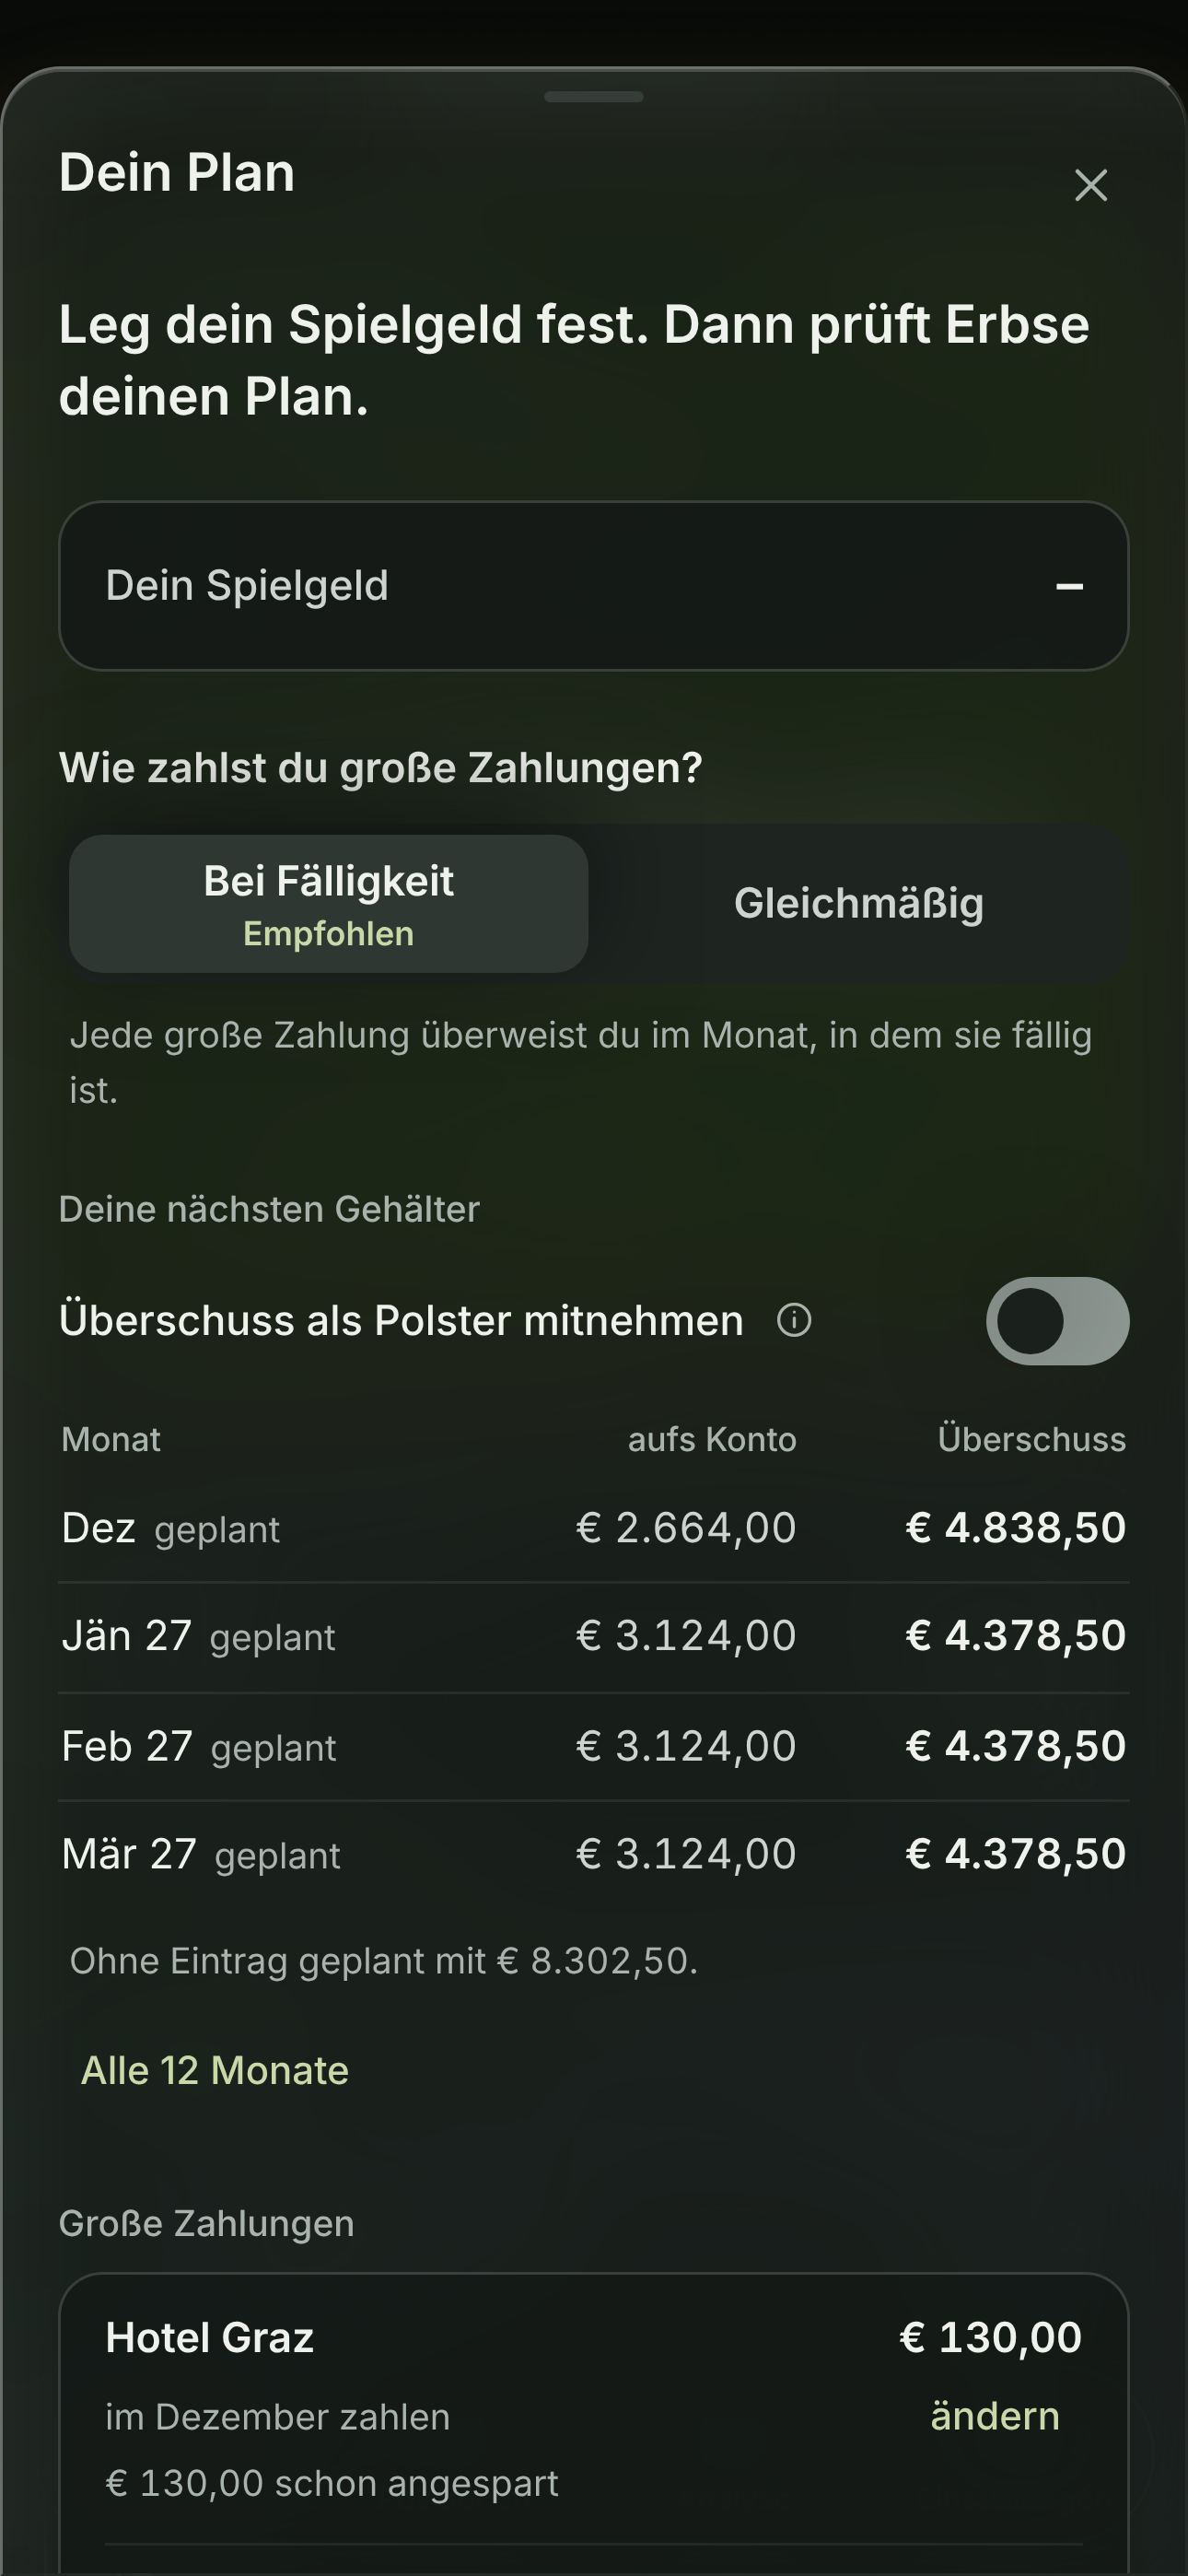 Dein Plan
Leg dein Spielgeld fest. Dann prüft Erbse
deinen Plan.
Dein Spielgeld –
Wie zahlst du große Zahlungen?
Bei Fälligkeit
Empfohlen
Gleichmäßig
Jede große Zahlung überweist du im Monat, in dem sie fällig
ist.
Deine nächsten Gehälter
Überschuss als Polster mitnehmen
Monat aufs Konto Überschuss
Dez geplant € 2.664,00 € 4.838,50
Jän 27 geplant € 3.124,00 € 4.378,50
Feb 27 geplant € 3.124,00 € 4.378,50
Mär 27 geplant € 3.124,00 € 4.378,50
Ohne Eintrag geplant mit € 8.302,50.
Alle 12 Monate
Große Zahlungen
Hotel Graz € 130,00
im Dezember zahlen ändern
€ 130,00 schon angespart